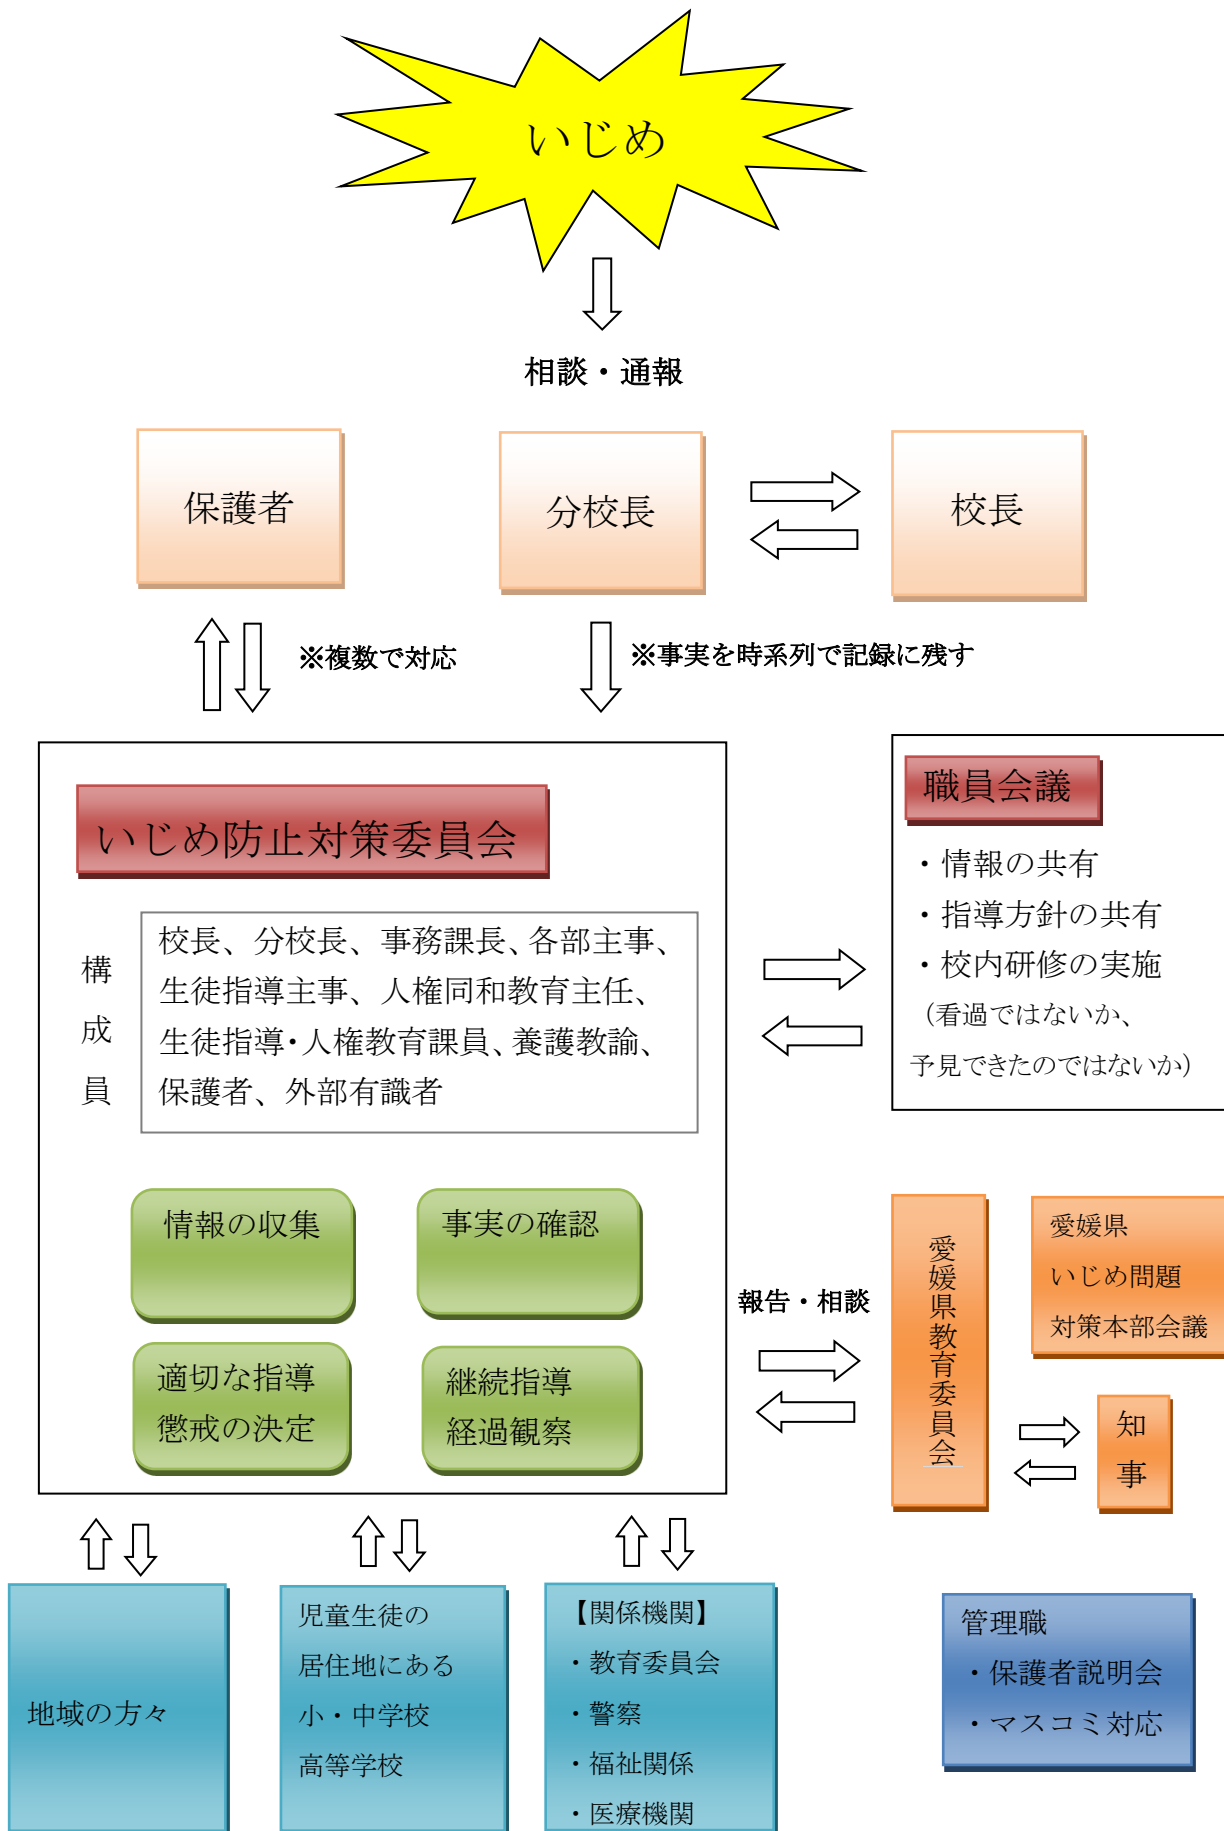 いじめ
相談・通報
保護者
分校長
校長
※複数で対応
※事実を時系列で記録に残す
いじめ防止対策委員会
構成員
校長、分校長、事務課長、各部主事、
生徒指導主事、人権同和教育主任、
生徒指導・人権教育課員、養護教諭、
保護者、外部有識者
情報の収集
事実の確認
適切な指導
懲戒の決定
継続指導
経過観察
職員会議
・情報の共有
・指導方針の共有
・校内研修の実施
（看過ではないか、
予見できたのではないか）
報告・相談
愛媛県教育委員会
愛媛県
いじめ問題
対策本部会議
知事
地域の方々
児童生徒の
居住地にある
小・中学校
高等学校
【関係機関】
・教育委員会
・警察
・福祉関係
・医療機関
管理職
・保護者説明会
・マスコミ対応